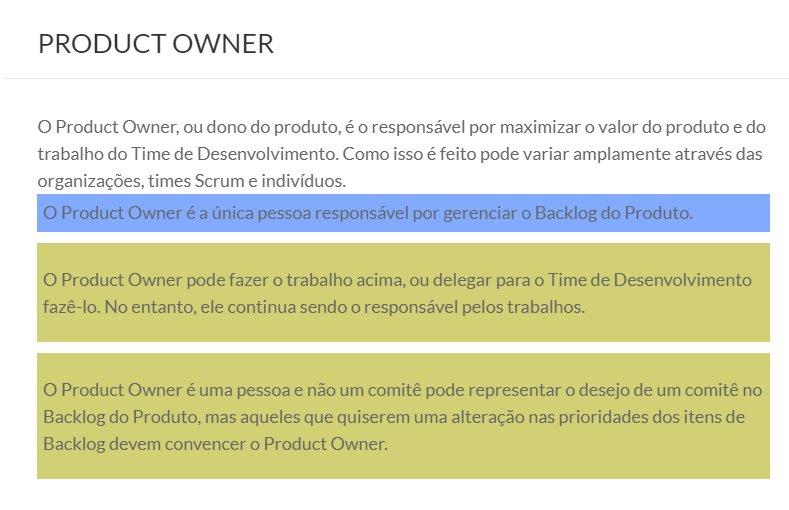 PRODUCT OWNER
O Product Owner, ou dono do produto, é o responsável por maximizar o valor do produto e do
trabalho do Time de Desenvolvimento. Como isso é feito pode variar amplamente através das
organizações, times Scrum e indivíduos.
O Product Owner é a única pessoa responsável por gerenciar o Backlog do Produto.
O Product Owner pode fazer o trabalho acima, ou delegar para o Time de Desenvolvimento
fazê-lo. No entanto, ele continua sendo o responsável pelos trabalhos.
O Product Owner é uma pessoa e não um comitê pode representar o desejo de um comitê no
Backlog do Produto, mas aqueles que quiserem uma alteração nas prioridades dos itens de
Backlog devem convencer o Product Owner.